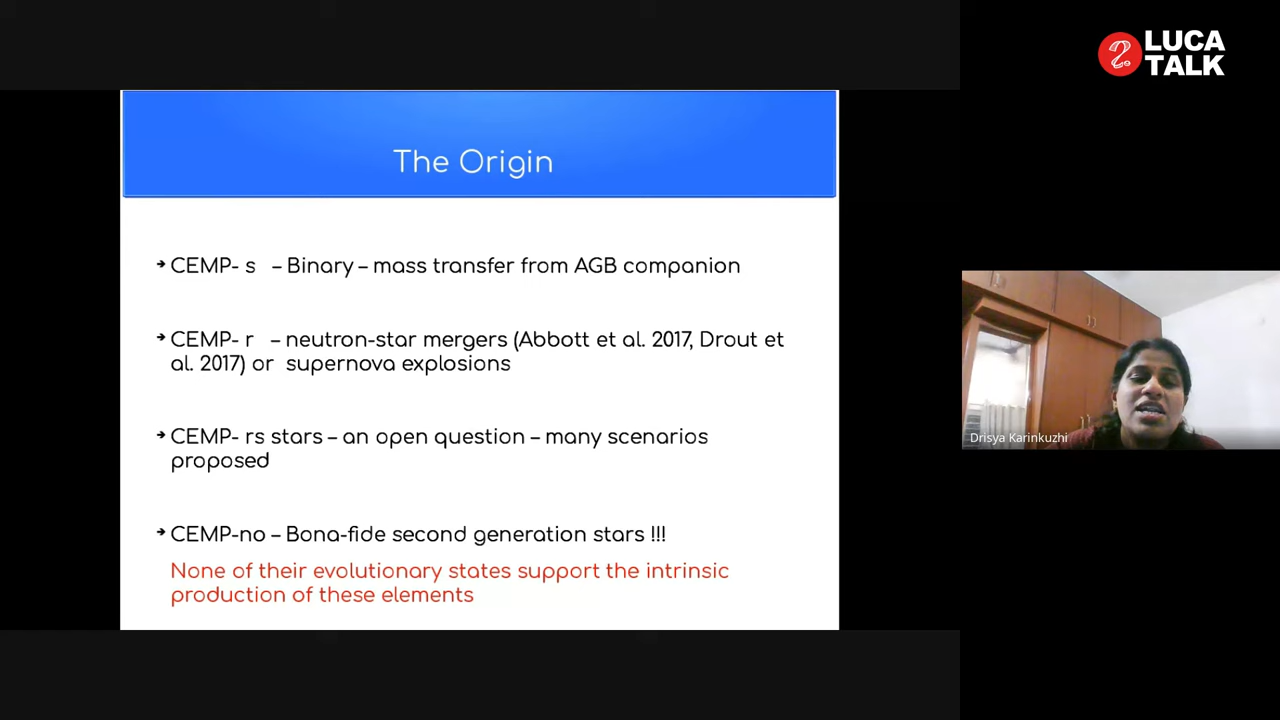 LUCA
TALK
The Origin
➔ CEMP- s – Binary – mass transfer from AGB companion
➔ CEMP- r – neutron-star mergers (Abbott et al. 2017, Drout et
al. 2017) or supernova explosions
➔ CEMP- rs stars – an open question – many scenarios
proposed
➔ CEMP-no – Bona-fide second generation stars !!!
None of their evolutionary states support the intrinsic
production of these elements
Drisya Karinkuzhi